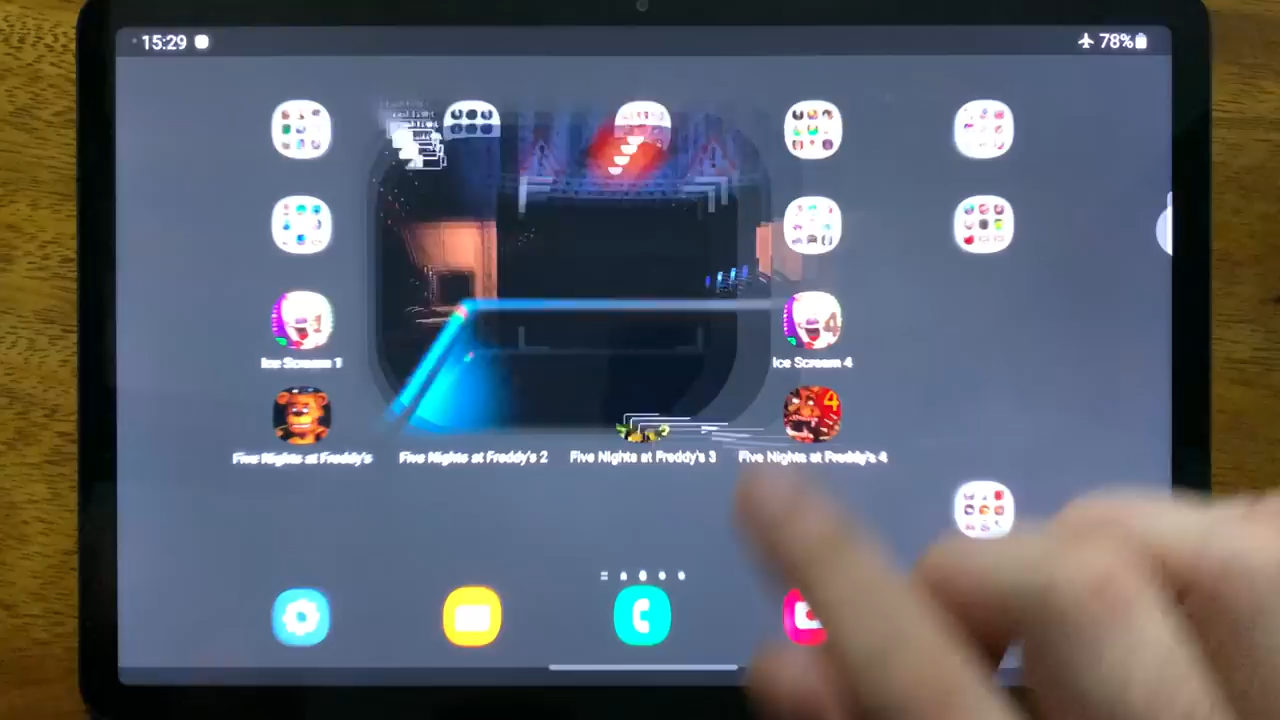 15:29
78%
Ice Scream 1
Ice Scream 4
4
Five Nights at Freddy's
Five Nights at Freddy's 2
Five Nights at Freddy's 3
Five Nights at Freddy's 4